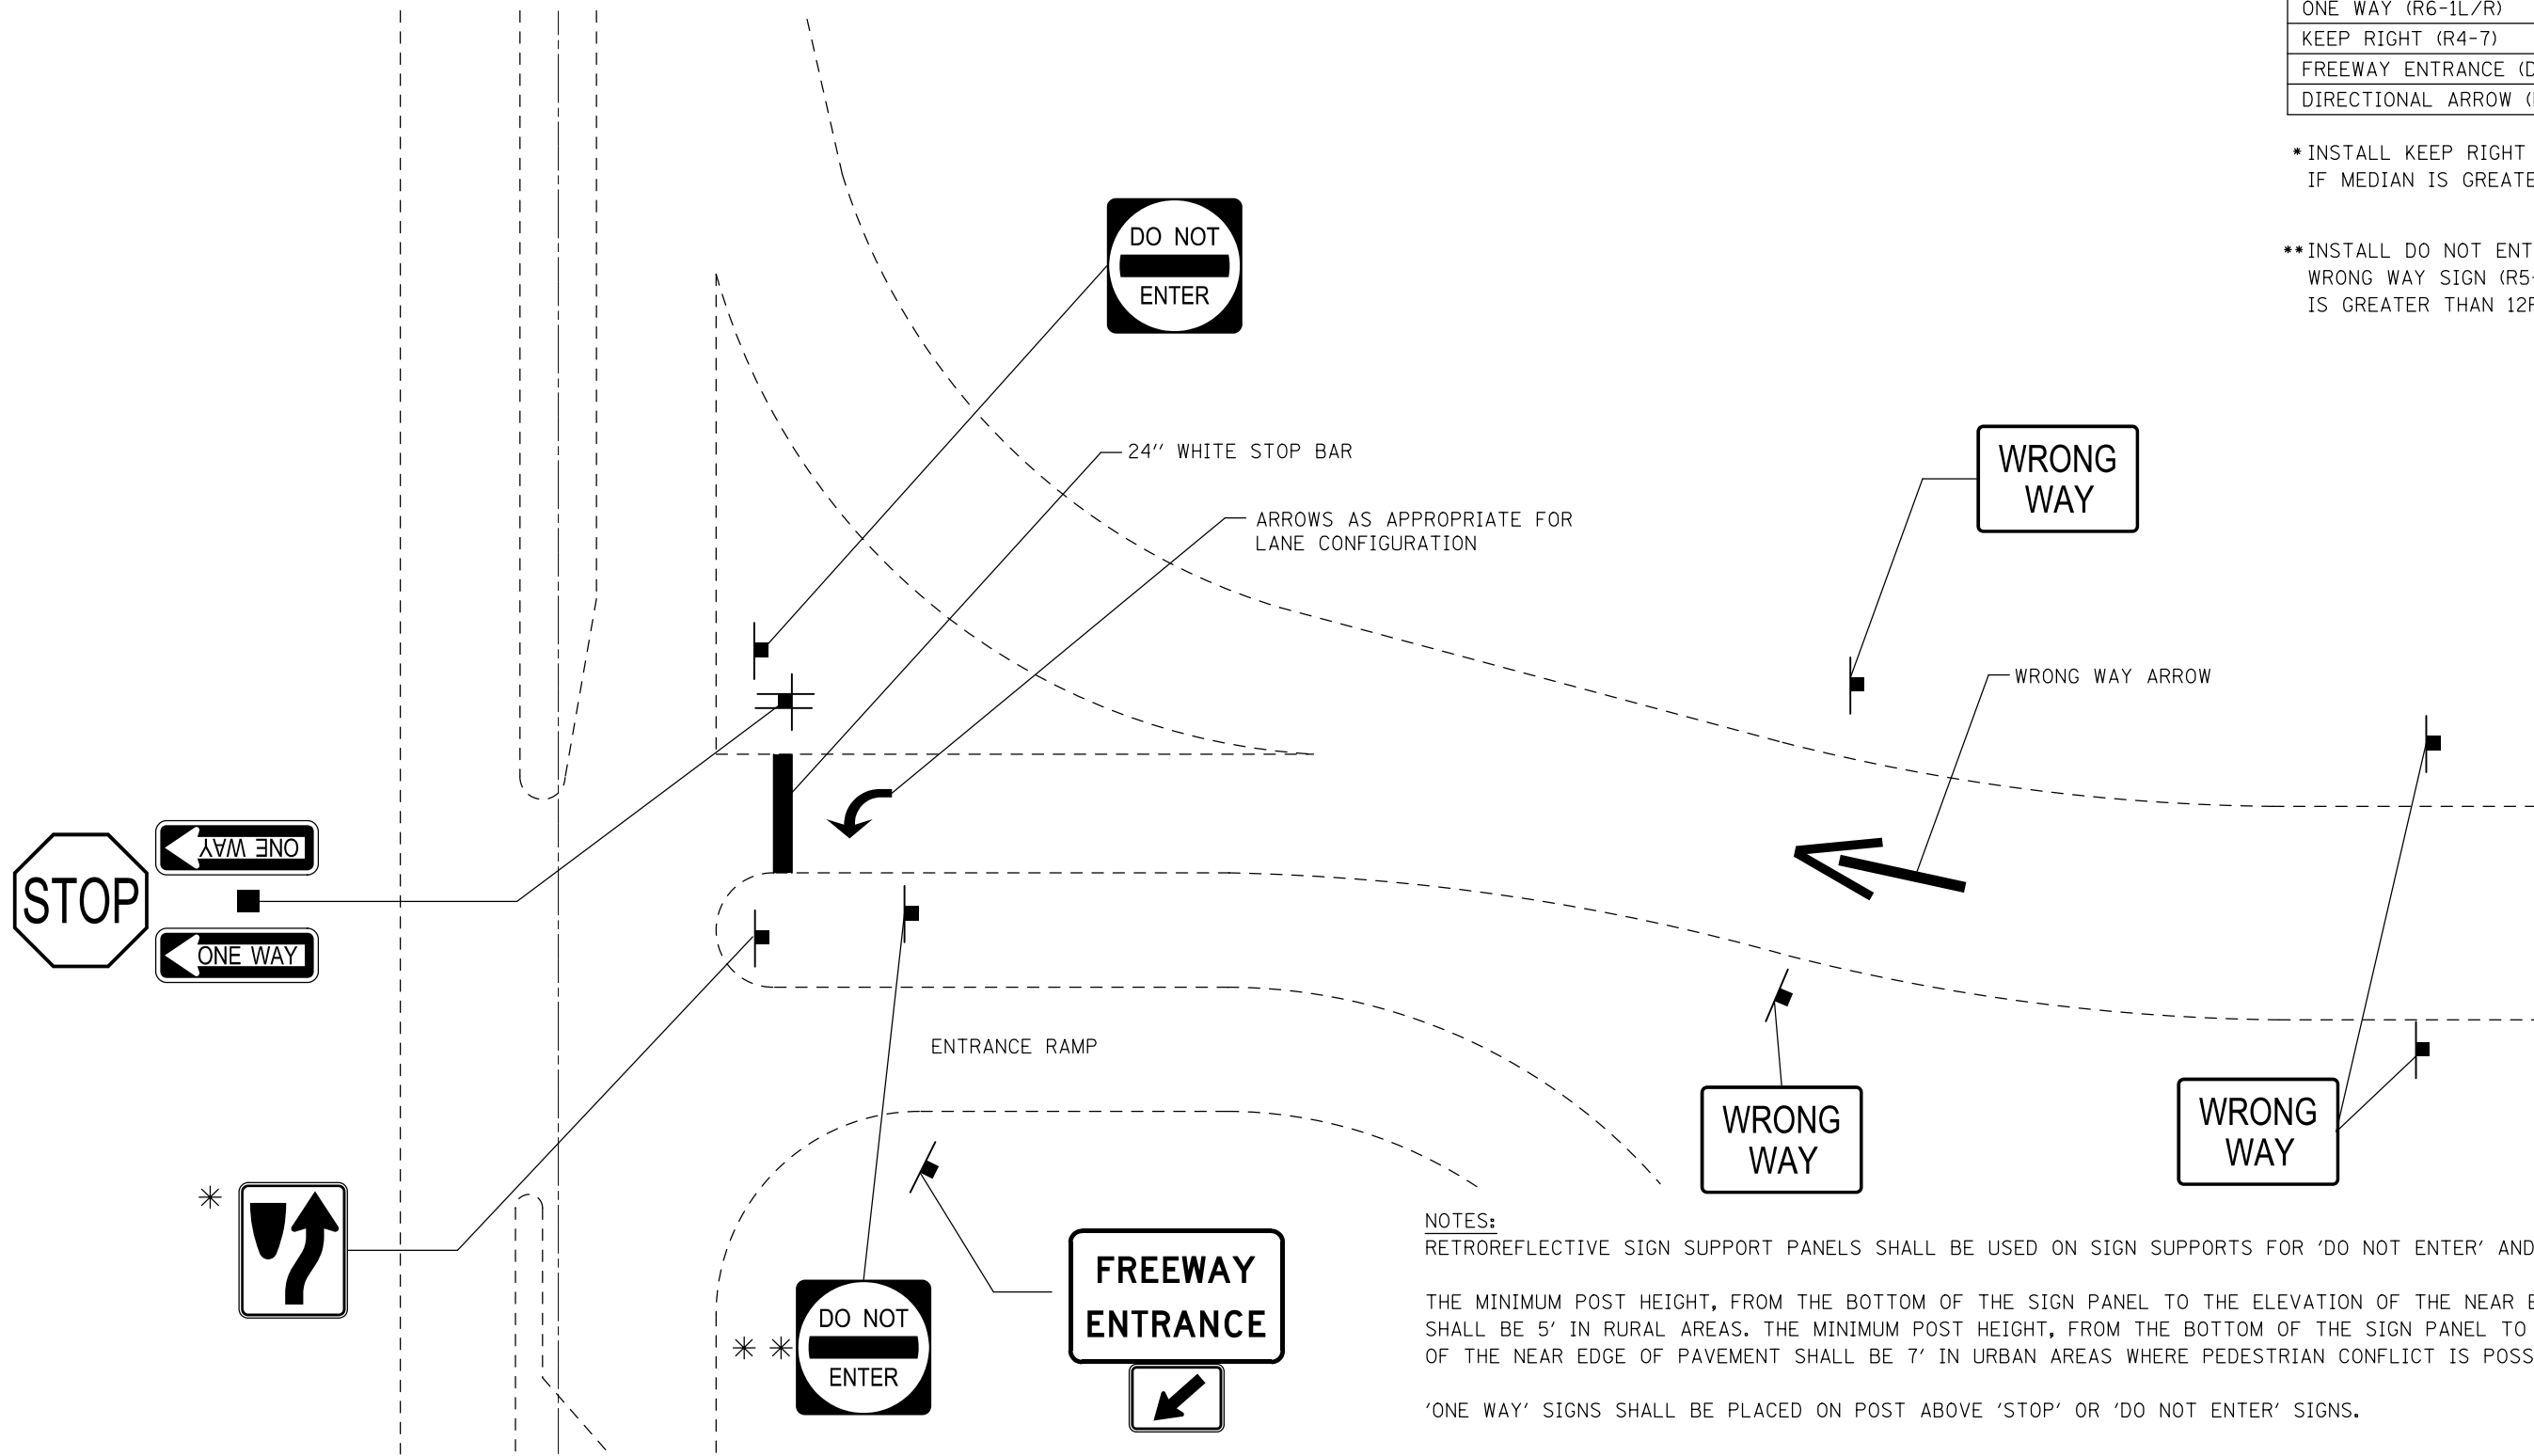 ONE WAY (R6-1L/R)
KEEP RIGHT (R4-7)
FREEWAY ENTRANCE (D
DIRECTIONAL ARROW (
*INSTALL KEEP RIGHT
IF MEDIAN IS GREATE
**INSTALL DO NOT ENT
WRONG WAY SIGN (R5-
IS GREATER THAN 12F
DO NOT
ENTER
24″ WHITE STOP BAR
ARROWS AS APPROPRIATE FOR
LANE CONFIGURATION
WRONG
WAY
WRONG WAY ARROW
STOP
ONE WAY
ONE WAY
ENTRANCE RAMP
WRONG
WAY
WRONG
WAY
*
FREEWAY
ENTRANCE
* *
DO NOT
ENTER
NOTES:
RETROREFLECTIVE SIGN SUPPORT PANELS SHALL BE USED ON SIGN SUPPORTS FOR 'DO NOT ENTER' AND
THE MINIMUM POST HEIGHT, FROM THE BOTTOM OF THE SIGN PANEL TO THE ELEVATION OF THE NEAR E
SHALL BE 5′ IN RURAL AREAS. THE MINIMUM POST HEIGHT, FROM THE BOTTOM OF THE SIGN PANEL TO
OF THE NEAR EDGE OF PAVEMENT SHALL BE 7′ IN URBAN AREAS WHERE PEDESTRIAN CONFLICT IS POSS
'ONE WAY' SIGNS SHALL BE PLACED ON POST ABOVE 'STOP' OR 'DO NOT ENTER' SIGNS.